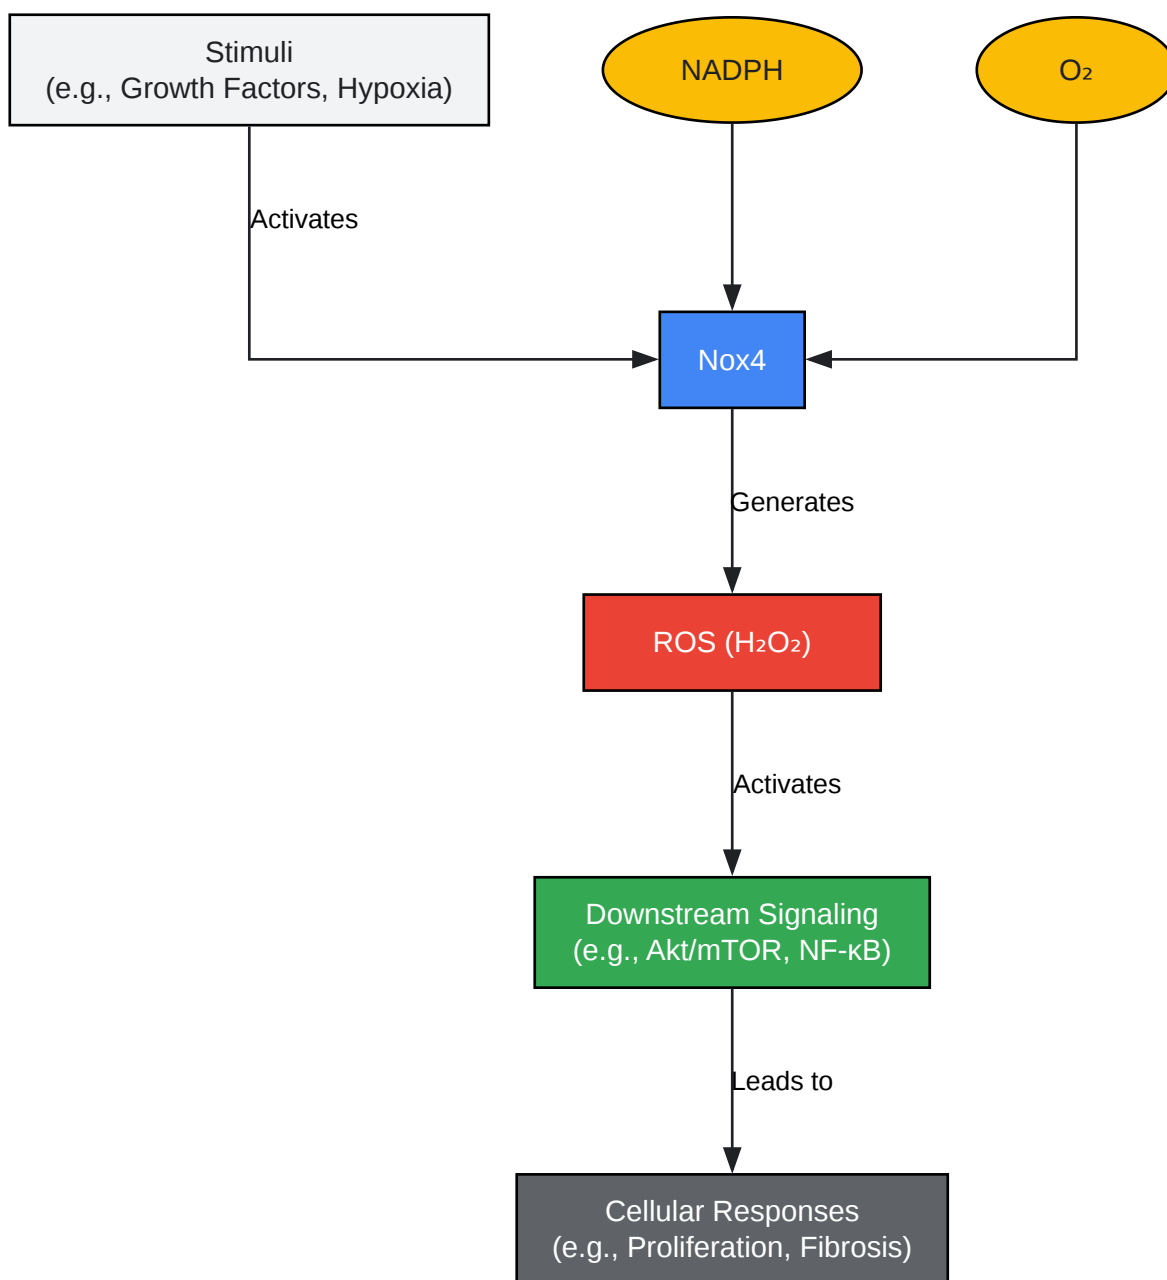 Stimuli
(e.g., Growth Factors, Hypoxia)
NADPH
O₂
Activates
Nox4
Generates
ROS (H₂O₂)
Activates
Downstream Signaling
(e.g., Akt/mTOR, NF-κB)
Leads to
Cellular Responses
(e.g., Proliferation, Fibrosis)